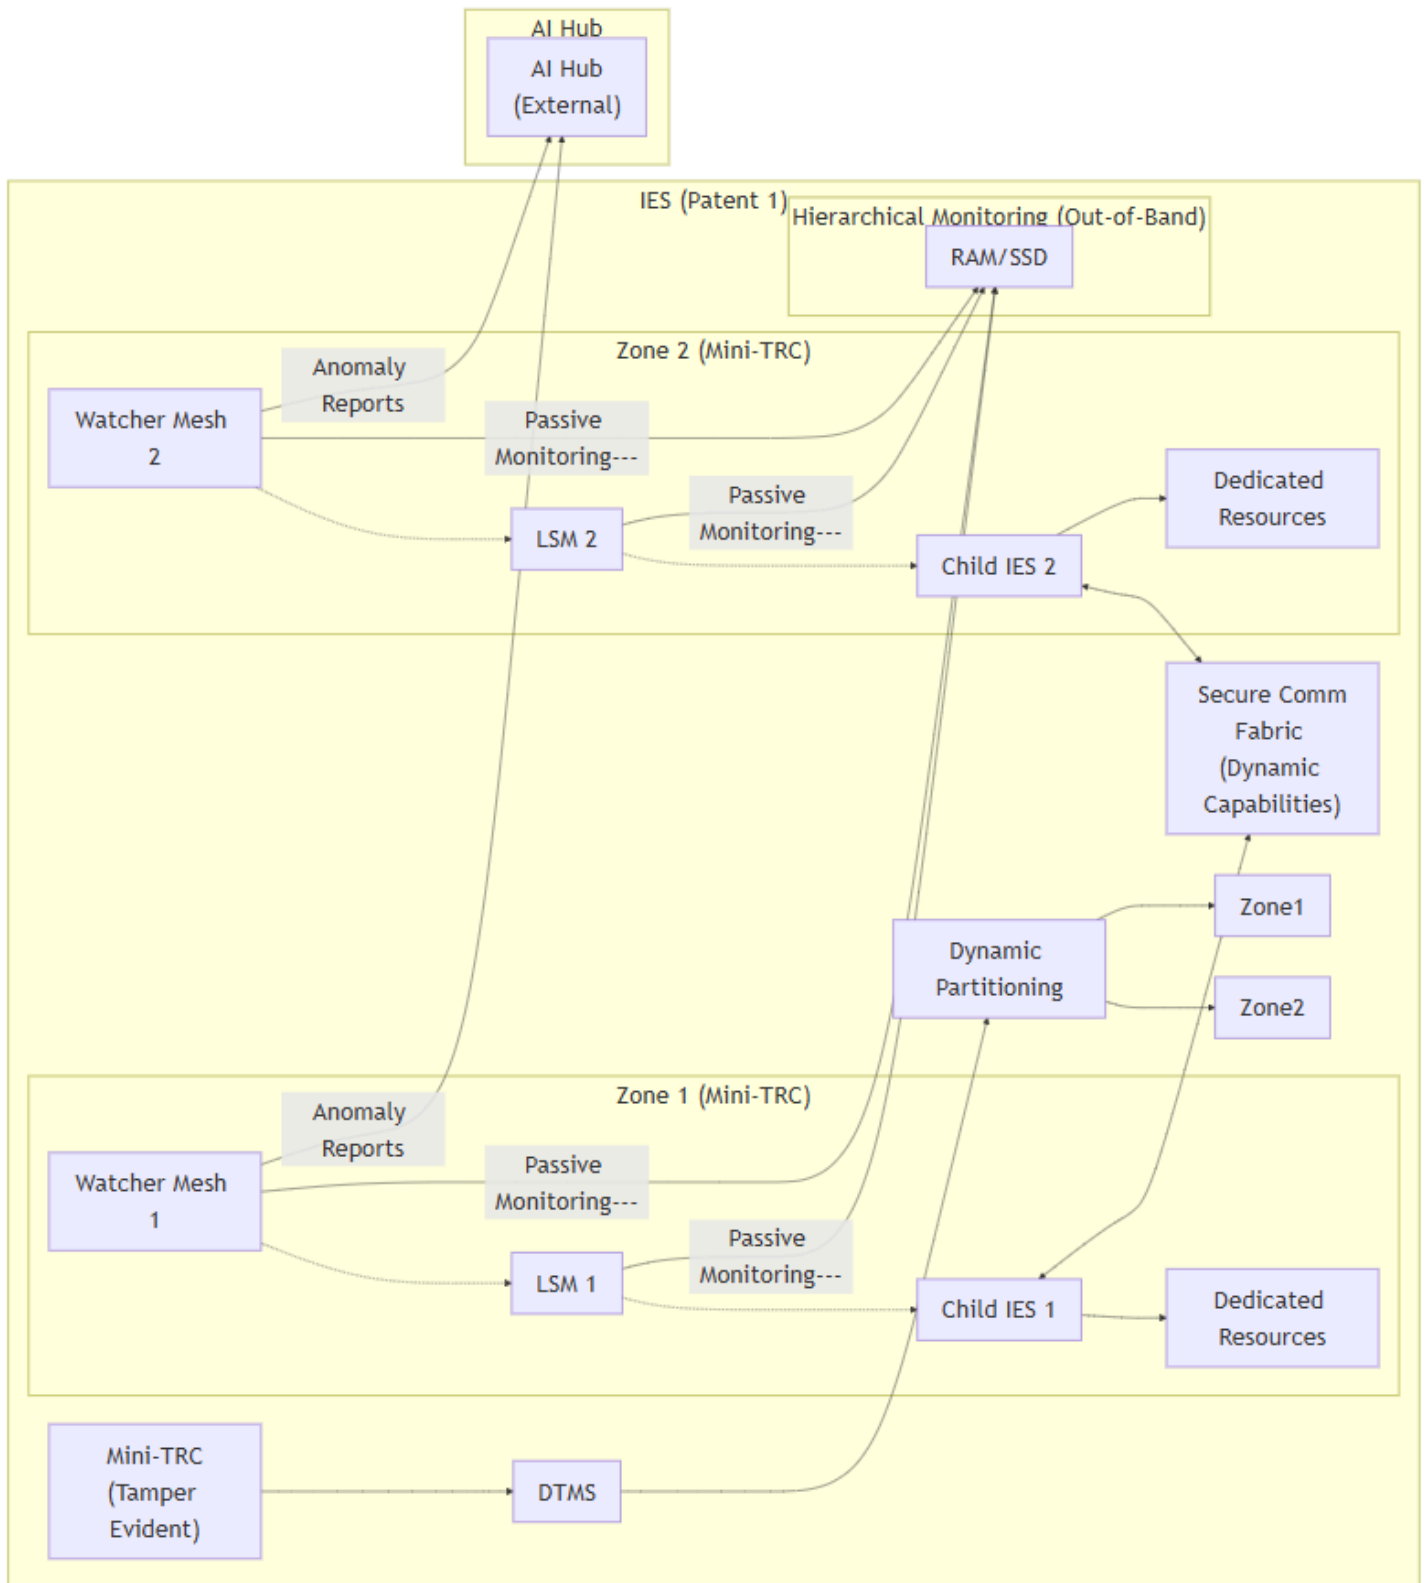 AI Hub
AI Hub
(External)
IES (Patent 1)
Hierarchical Monitoring (Out-of-Band)
RAM/SSD
Zone 2 (Mini-TRC)
Anomaly
Reports
Watcher Mesh
2
Passive
Monitoring---
Passive
Monitoring---
LSM 2
Child IES 2
Dedicated
Resources
Secure Comm
Fabric
(Dynamic
Capabilities)
Zone1
Dynamic
Partitioning
Zone2
Zone 1 (Mini-TRC)
Anomaly
Reports
Watcher Mesh
1
Passive
Monitoring---
Passive
Monitoring---
LSM 1
Child IES 1
Dedicated
Resources
Mini-TRC
(Tamper
Evident)
DTMS